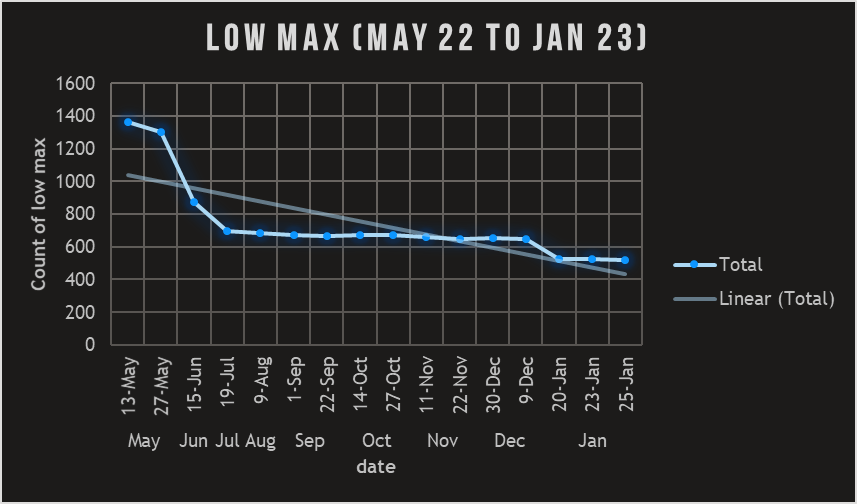 LOW MAX (MAY 22 TO JAN 23)
1600
1400
1200
1000
800
600
400
200
0
Count of low max
13-May
27-May
15-Jun
19-Jul
9-Aug
1-Sep
22-Sep
14-Oct
27-Oct
11-Nov
22-Nov
30-Dec
9-Dec
20-Jan
23-Jan
25-Jan
May Jun Jul Aug Sep Oct Nov Dec Jan
date
Total
Linear (Total)